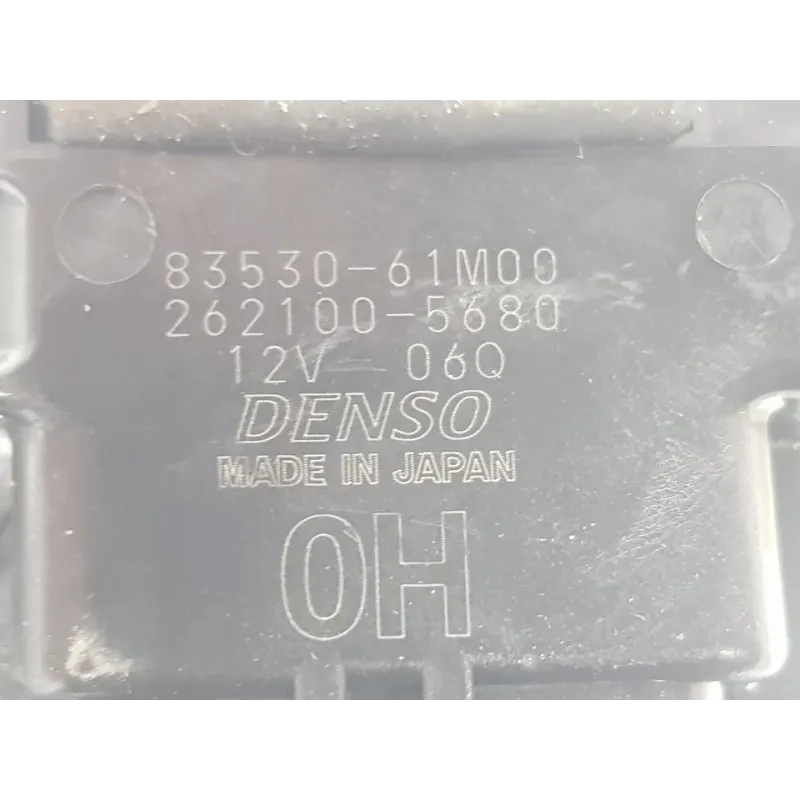 83530-61M00
262100-5680
12V 06Q
DENSO
MADE IN JAPAN
0H